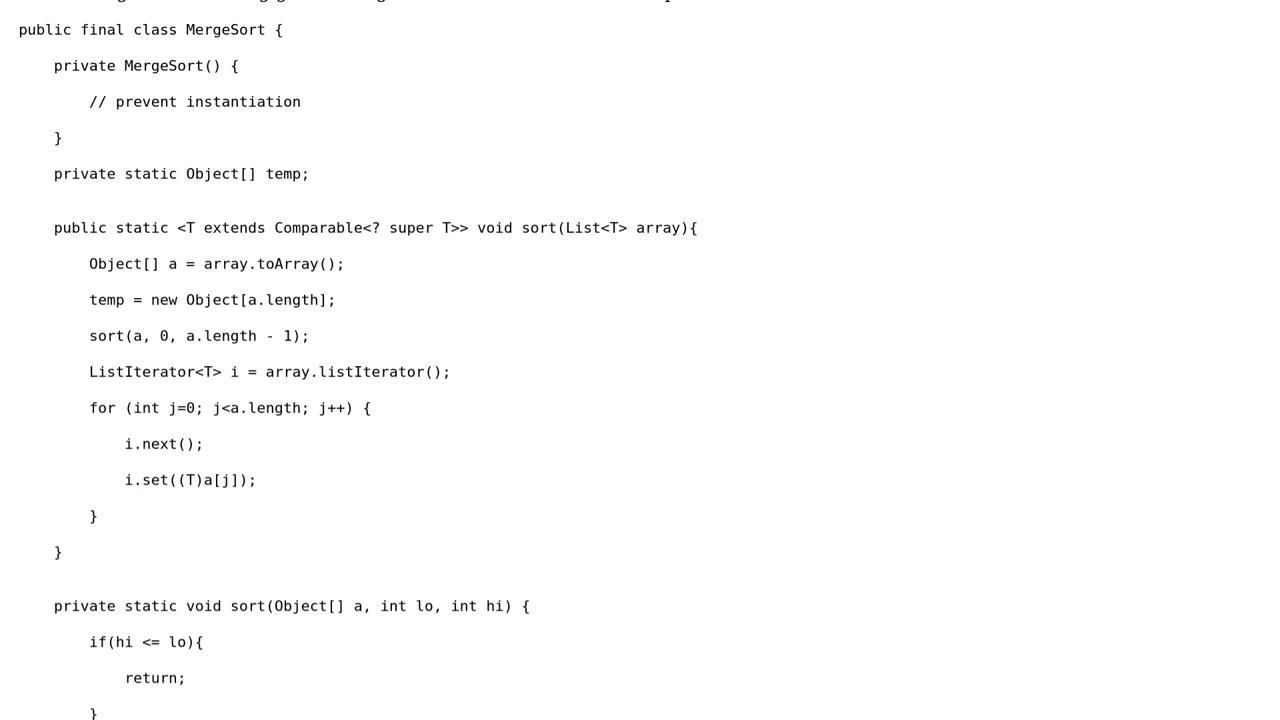 public final class MergeSort {
    private MergeSort() {
        // prevent instantiation
    }
    private static Object[] temp;
    public static <T extends Comparable<? super T>> void sort(List<T> array){
        Object[] a = array.toArray();
        temp = new Object[a.length];
        sort(a, 0, a.length - 1);
        ListIterator<T> i = array.listIterator();
        for (int j=0; j<a.length; j++) {
            i.next();
            i.set((T)a[j]);
        }
    }
    private static void sort(Object[] a, int lo, int hi) {
        if(hi <= lo){
            return;
        }